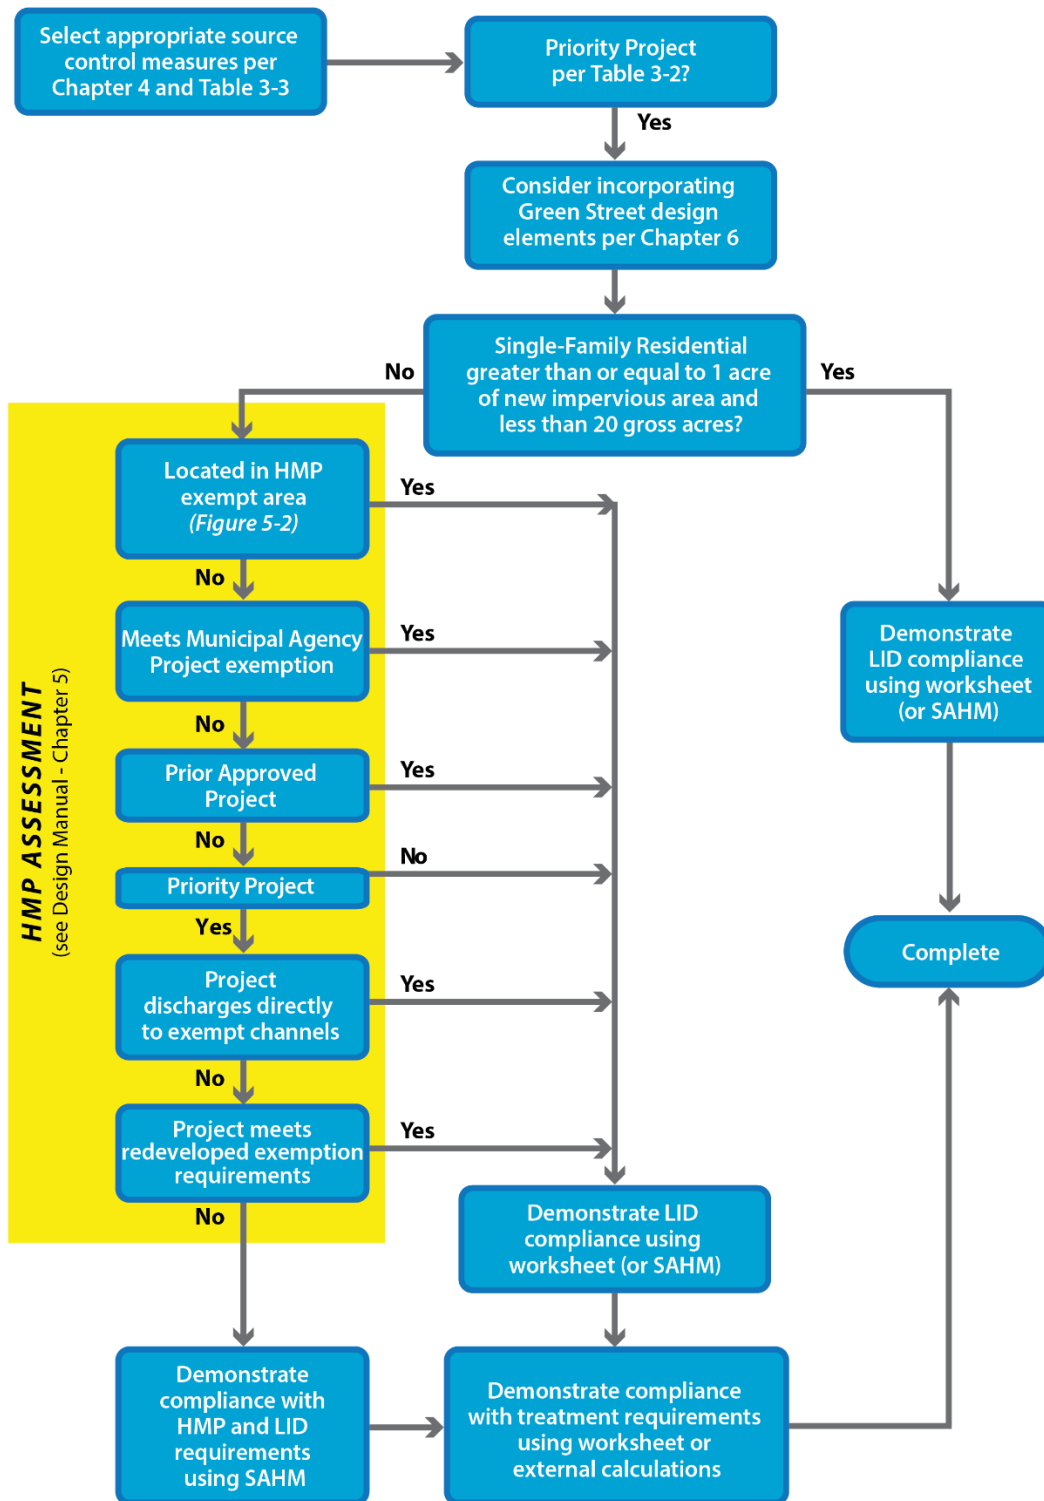 Select appropriate source
control measures per
Chapter 4 and Table 3-3
Priority Project
per Table 3-2?
Yes
Consider incorporating
Green Street design
elements per Chapter 6
Single-Family Residential
greater than or equal to 1 acre
of new impervious area and
less than 20 gross acres?
No
Yes
HMP ASSESSMENT
(see Design Manual - Chapter 5)
Located in HMP
exempt area
(Figure 5-2)
Yes
No
Meets Municipal Agency
Project exemption
Yes
No
Prior Approved
Project
Yes
No
Priority Project
No
Yes
Project
discharges directly
to exempt channels
Yes
No
Project meets
redeveloped exemption
requirements
Yes
No
Demonstrate
compliance with
HMP and LID
requirements
using SAHM
Demonstrate LID
compliance using
worksheet (or SAHM)
Demonstrate compliance
with treatment requirements
using worksheet or
external calculations
Demonstrate
LID compliance
using worksheet
(or SAHM)
Complete